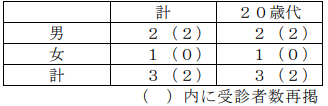 計 ２０歳代
男 ２（２） ２（２）
女 １（０） １（０）
計 ３（２） ３（２）
（　）内に受診者数再掲